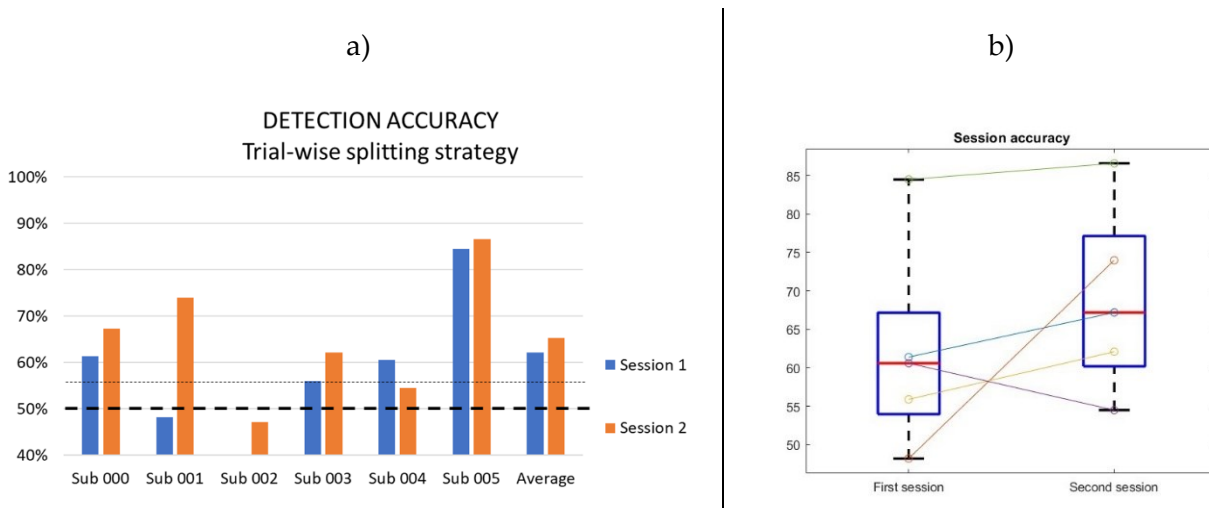 a)
DETECTION ACCURACY
Trial-wise splitting strategy
100%
90%
80%
70%
60%
50%
40%
Sub 000 Sub 001 Sub 002 Sub 003 Sub 004 Sub 005 Average
Session 1
Session 2
b)
Session accuracy
85
80
75
70
65
60
55
50
First session Second session